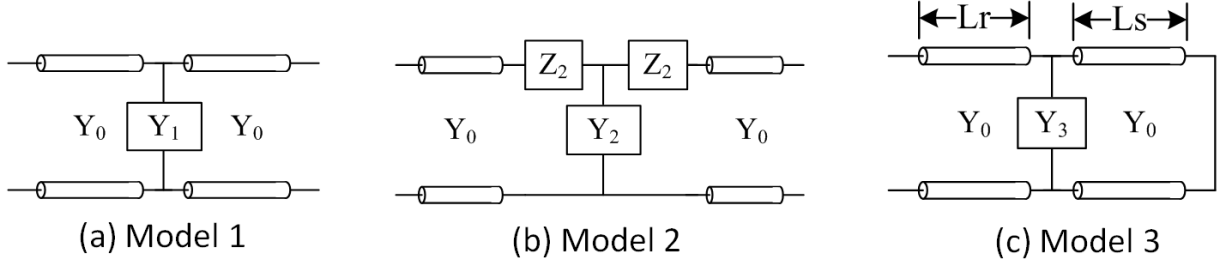 Lr Ls
Z2 Z2
Y0 Y1 Y0
Y0 Y2 Y0
Y0 Y3 Y0
(a) Model 1
(b) Model 2
(c) Model 3